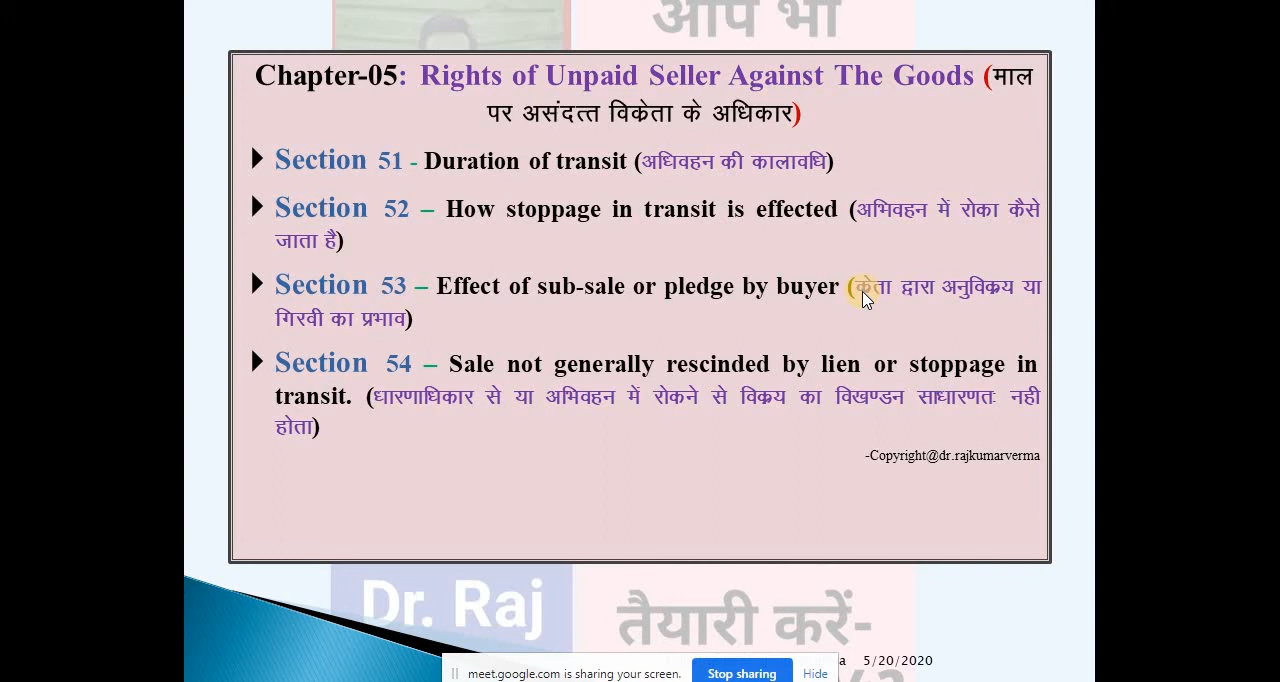 आप भी
Chapter-05: Rights of Unpaid Seller Against The Goods (माल
पर असंदत्त विकेता के अधिकार)
Section 51 - Duration of transit (अधिवहन की कालावधि)
Section 52 – How stoppage in transit is effected (अभिवहन में रोका कैसे
जाता है)
Section 53 – Effect of sub-sale or pledge by buyer (केता द्वारा अनुविक्रय या
गिरवी का प्रभाव)
Section 54 – Sale not generally rescinded by lien or stoppage in
transit. (धारणाधिकार से या अभिवहन में रोकने से विक्रय का विखण्डन साधारणतः नही
होता)
-Copyright@dr.rajkumarverma
Dr. Raj
तैयारी करें-
a 5/20/2020
meet.google.com is sharing your screen. Stop sharing Hide